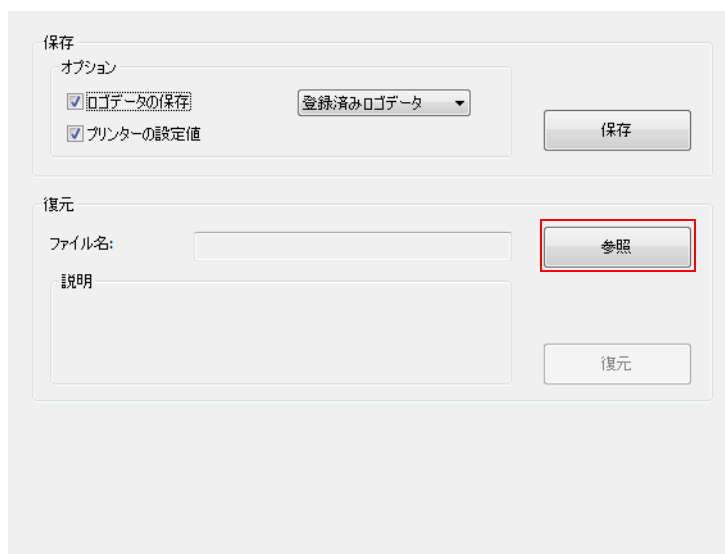 保存
オプション
ロゴデータの保存
登録済みロゴデータ
プリンターの設定値
保存
復元
ファイル名:
参照
説明
復元